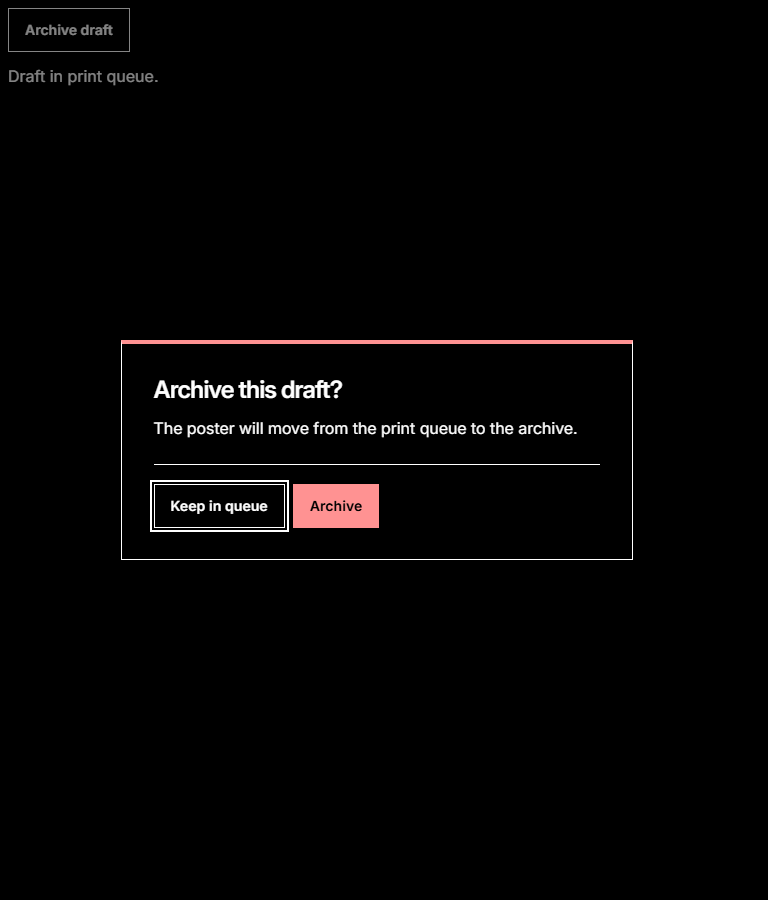 Archive draft
Draft in print queue.
Archive this draft?
The poster will move from the print queue to the archive.
Keep in queue Archive